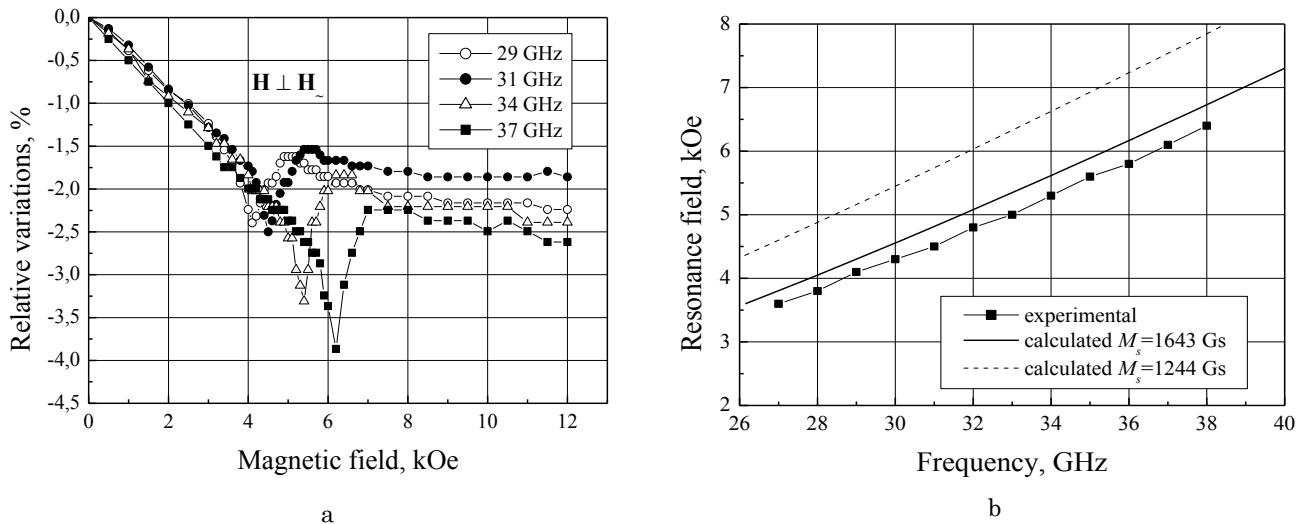 0,0
-0,5
-1,0
-1,5
-2,0
-2,5
-3,0
-3,5
-4,0
-4,5
Relative variations, %
0 2 4 6 8 10 12
Magnetic field, kOe
H ⊥ H~
29 GHz
31 GHz
34 GHz
37 GHz
a
8
7
6
5
4
3
2
Resonance field, kOe
26 28 30 32 34 36 38 40
Frequency, GHz
experimental
calculated Ms=1643 Gs
calculated Ms=1244 Gs
b